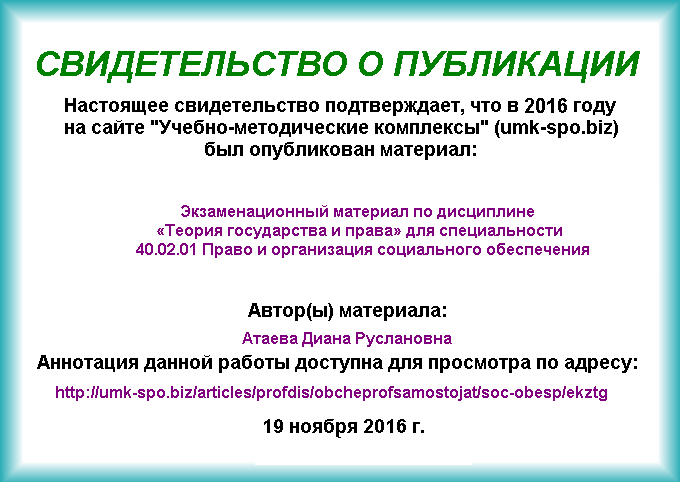 СВИДЕТЕЛЬСТВО О ПУБЛИКАЦИИ
Настоящее свидетельство подтверждает, что в 2016 году
на сайте "Учебно-методические комплексы" (umk-spo.biz)
был опубликован материал:
Экзаменационный материал по дисциплине
«Теория государства и права» для специальности
40.02.01 Право и организация социального обеспечения
Автор(ы) материала:
Атаева Диана Руслановна
Аннотация данной работы доступна для просмотра по адресу:
http://umk-spo.biz/articles/profdis/obcheprofsamostojat/soc-obesp/ekztg
19 ноября 2016 г.